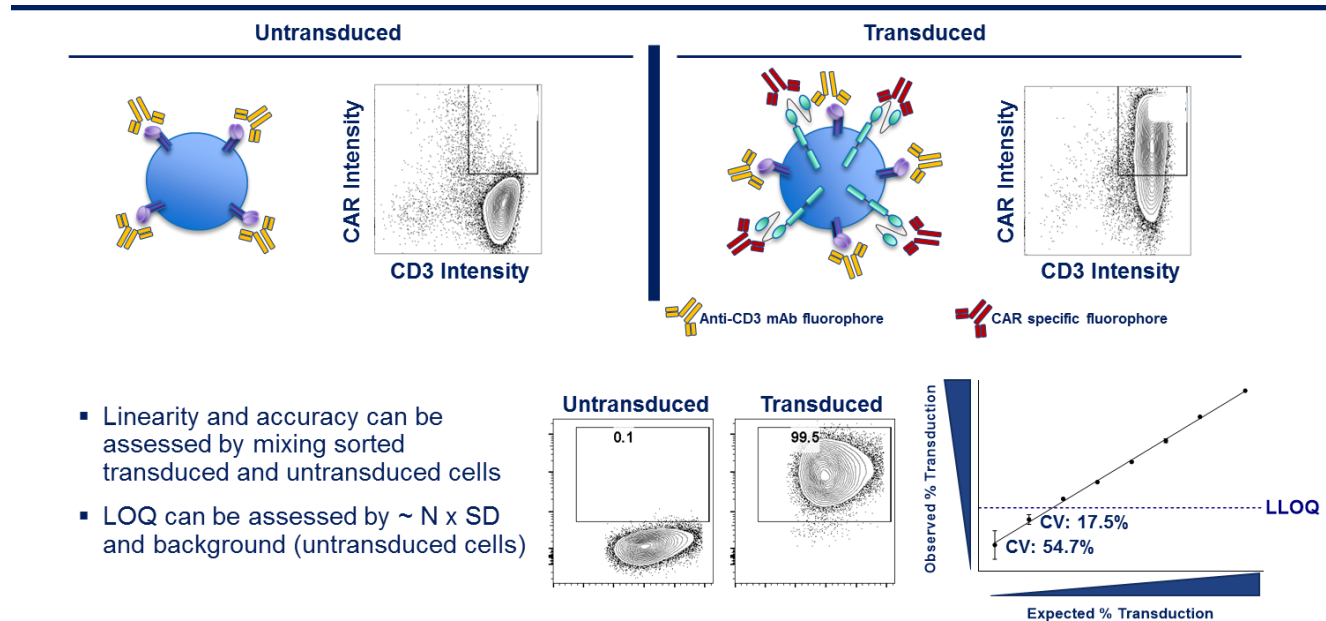 Untransduced
Transduced
CAR Intensity
CD3 Intensity
CAR Intensity
CD3 Intensity
Anti-CD3 mAb fluorophore
CAR specific fluorophore
▪ Linearity and accuracy can be
assessed by mixing sorted
transduced and untransduced cells
▪ LOQ can be assessed by ~ N x SD
and background (untransduced cells)
Untransduced
0.1
Transduced
99.5
Observed % Transduction
LLOQ
CV: 17.5%
CV: 54.7%
Expected % Transduction